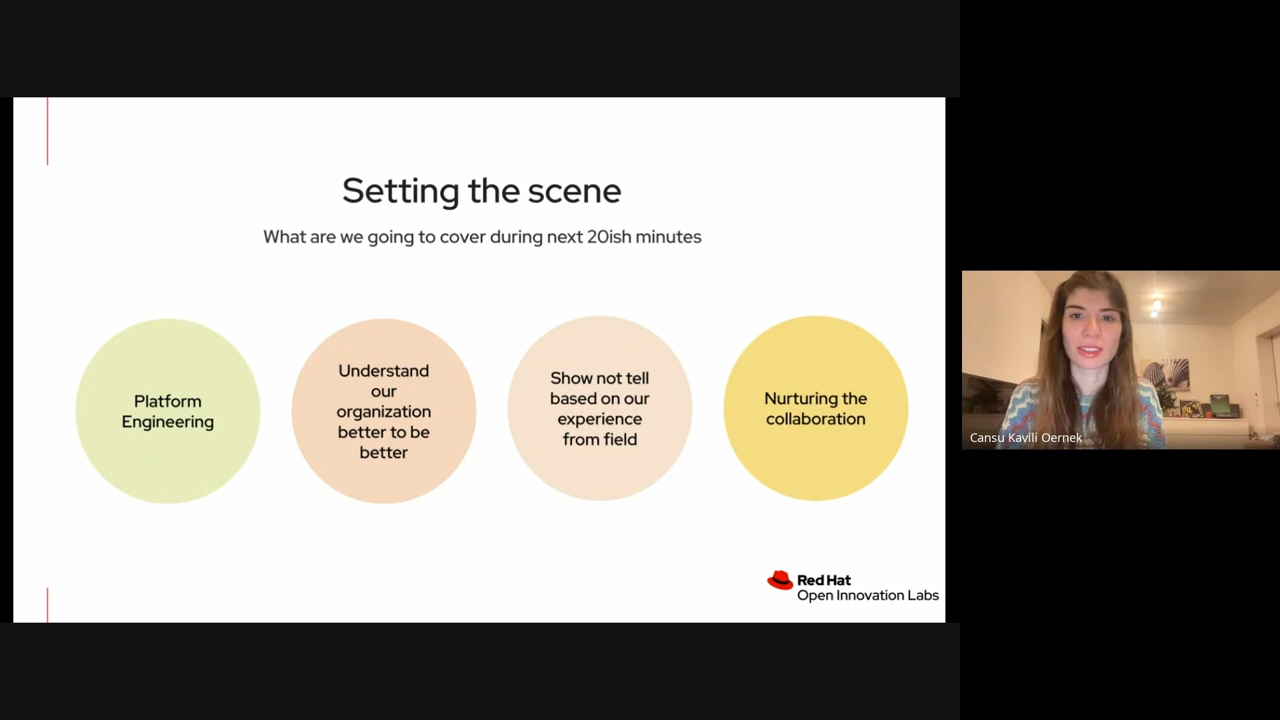 Setting the scene
What are we going to cover during next 20ish minutes
Platform
Engineering
Understand
our
organization
better to be
better
Show not tell
based on our
experience
from field
Nurturing the
collaboration
Red Hat
Open Innovation Labs
Cansu Kavili Oernek